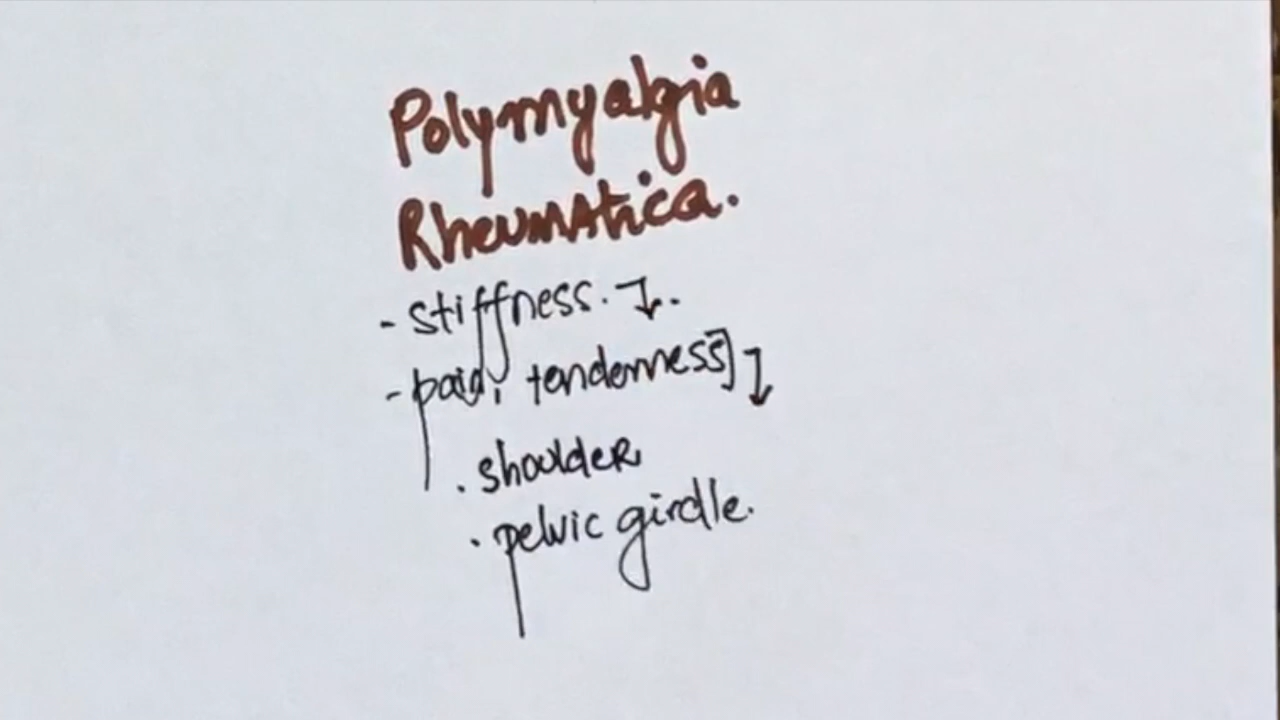 Polymyalgia
Rheumatica.
- stiffness. ↴.
- pain, tenderness] ↴
. shoulder
. pelvic girdle.